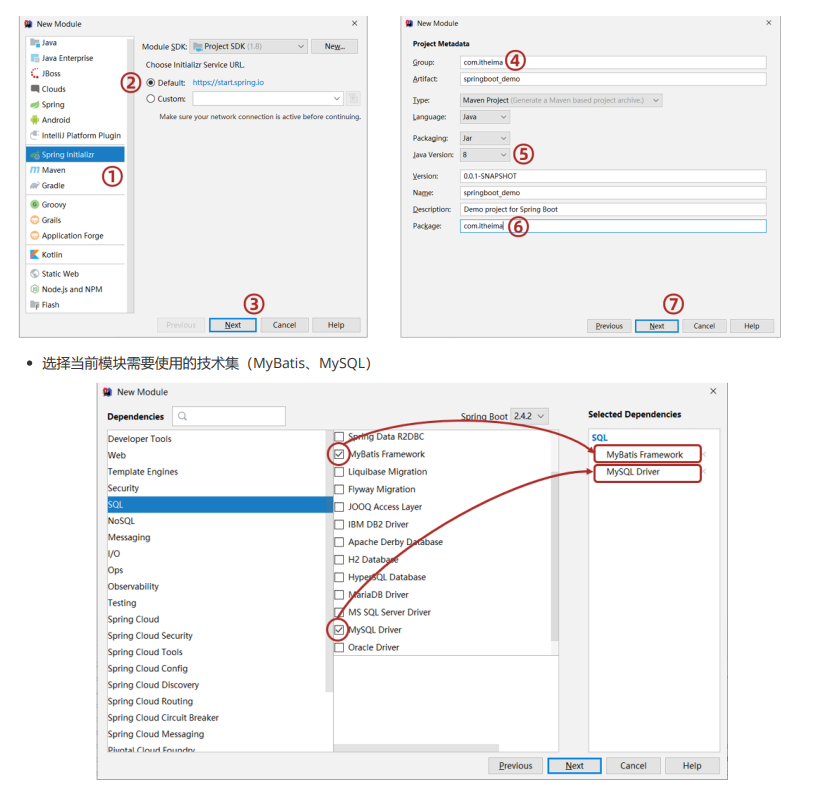 New Module
Java
Java Enterprise
JBoss
Clouds
Spring
Android
IntelliJ Platform Plugin
Spring Initializr
Maven
Gradle
Groovy
Grails
Application Forge
Kotlin
Static Web
Node.js and NPM
Flash
①
Module SDK: Project SDK (1.8) New...
Choose Initializr Service URL.
② Default: https://start.spring.io
Custom:
Make sure your network connection is active before continuing.
③
Previous Next Cancel Help
New Module
Project Metadata
Group: com.itheima ④
Artifact: springboot_demo
Type: Maven Project (Generate a Maven based project archive.)
Language: Java
Packaging: Jar
Java Version: 8 ⑤
Version: 0.0.1-SNAPSHOT
Name: springboot_demo
Description: Demo project for Spring Boot
Package: com.itheima ⑥
⑦
Previous Next Cancel Help
• 选择当前模块需要使用的技术集（MyBatis、MySQL）
New Module
Dependencies Spring Boot 2.4.2
Developer Tools
Web
Template Engines
Security
SQL
NoSQL
Messaging
I/O
Ops
Observability
Testing
Spring Cloud
Spring Cloud Security
Spring Cloud Tools
Spring Cloud Config
Spring Cloud Discovery
Spring Cloud Routing
Spring Cloud Circuit Breaker
Spring Cloud Messaging
Pivotal Cloud Foundry
Spring Data R2DBC
MyBatis Framework
Liquibase Migration
Flyway Migration
JOOQ Access Layer
IBM DB2 Driver
Apache Derby Database
H2 Database
HyperSQL Database
MariaDB Driver
MS SQL Server Driver
MySQL Driver
Oracle Driver
Selected Dependencies
SQL
MyBatis Framework
MySQL Driver
Previous Next Cancel Help